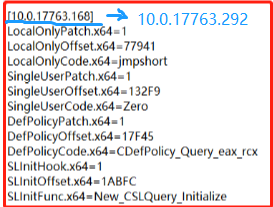 [10.0.17763.168] 10.0.17763.292
LocalOnlyPatch.x64=1
LocalOnlyOffset.x64=77941
LocalOnlyCode.x64=jmpshort
SingleUserPatch.x64=1
SingleUserOffset.x64=132F9
SingleUserCode.x64=Zero
DefPolicyPatch.x64=1
DefPolicyOffset.x64=17F45
DefPolicyCode.x64=CDefPolicy_Query_eax_rcx
SLInitHook.x64=1
SLInitOffset.x64=1ABFC
SLInitFunc.x64=New_CSLQuery_Initialize